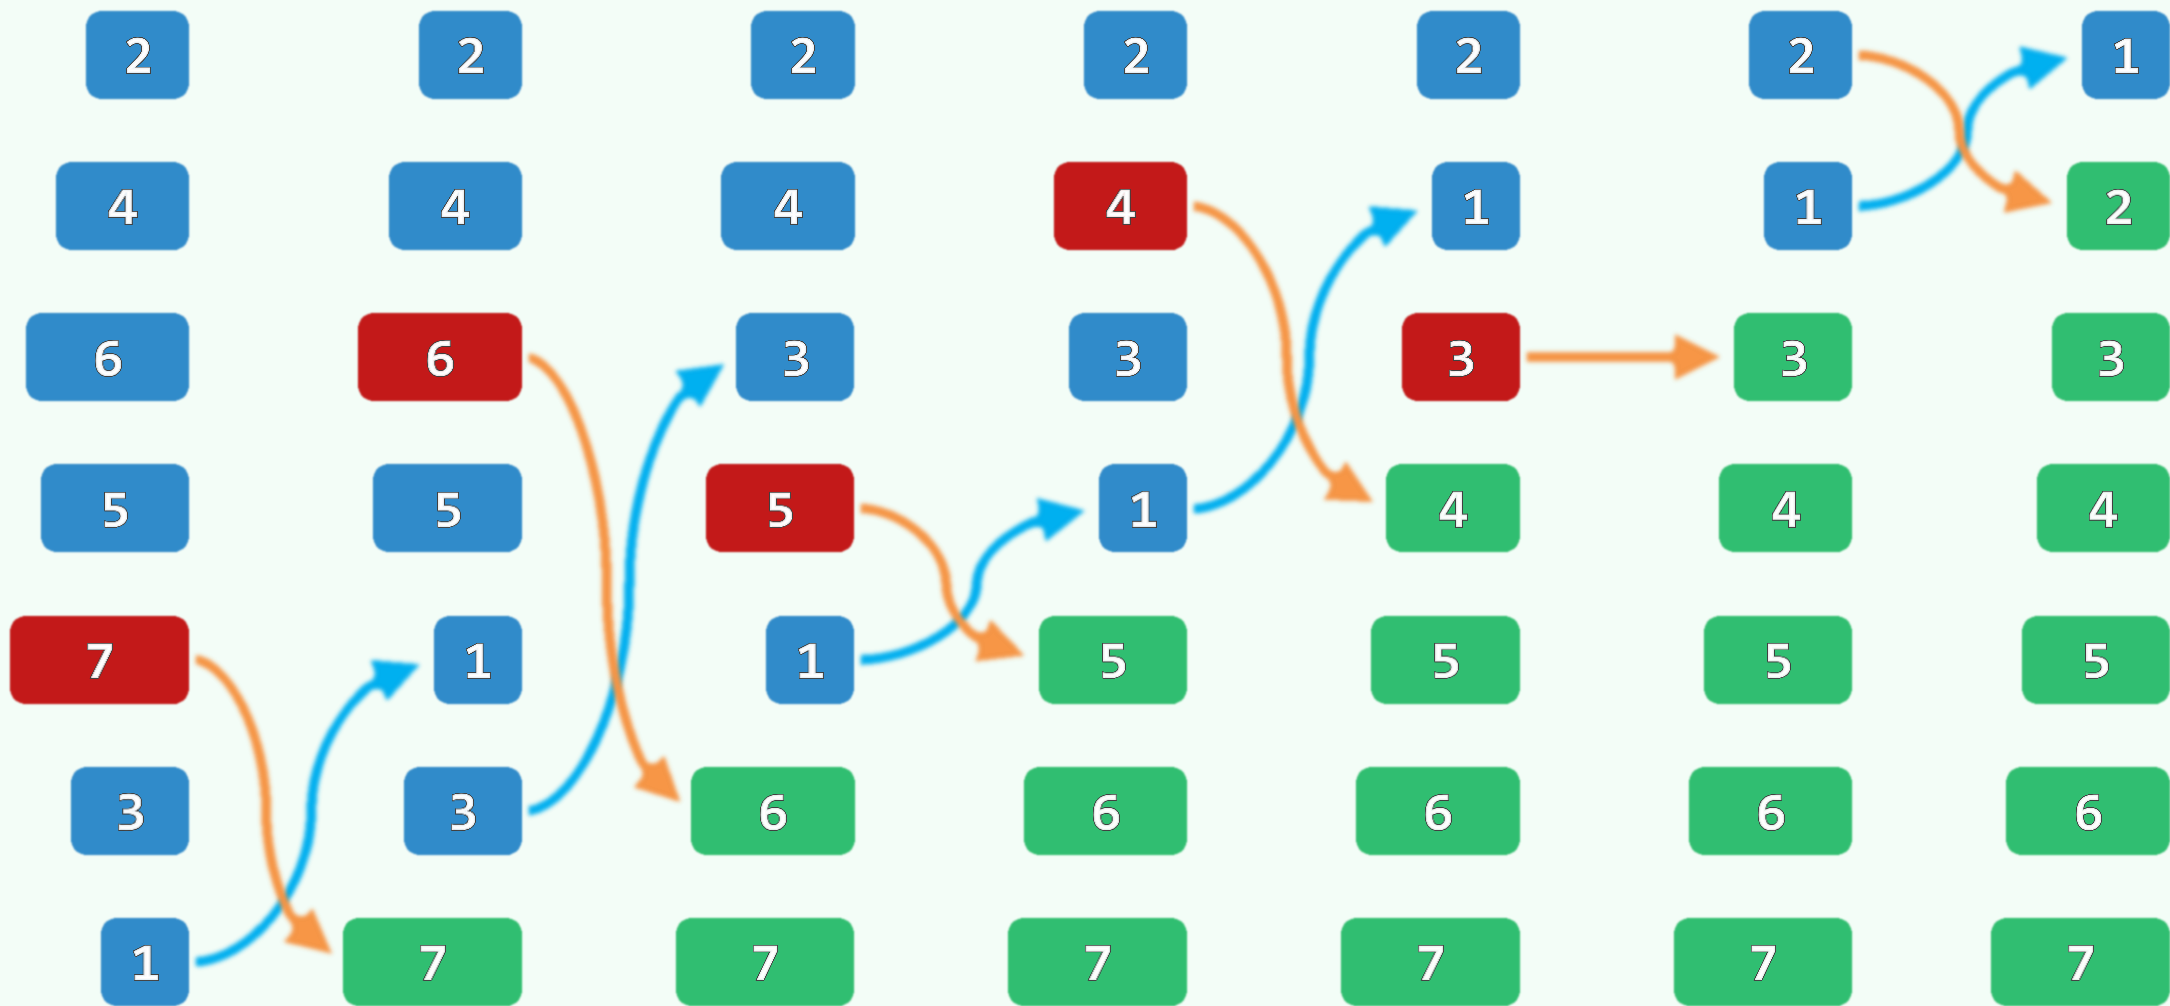 2 2 2 2 2 2 1
4 4 4 4 1 1 2
6 6 3 3 3 3 3
5 5 5 1 4 4 4
7 1 1 5 5 5 5
3 3 6 6 6 6 6
1 7 7 7 7 7 7